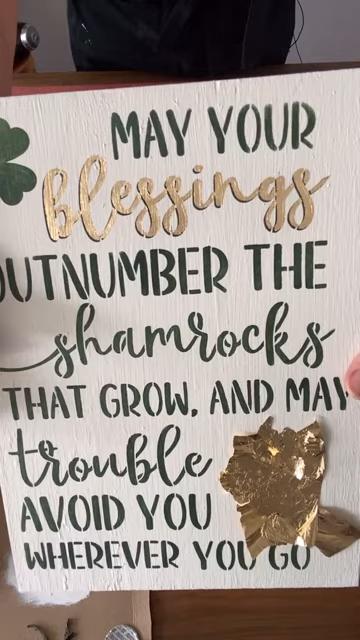 MAY YOUR
blessings
OUTNUMBER THE
shamrocks
THAT GROW, AND MAY
trouble
AVOID YOU
WHEREVER YOU GO